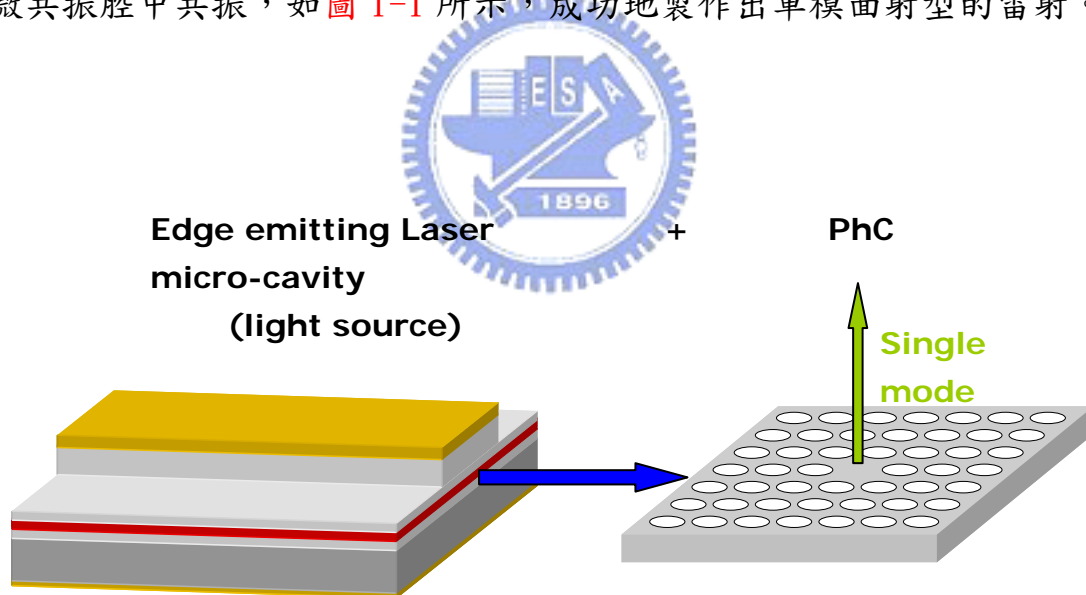 微共振腔中共振，如圖 1-1 所示，成功地製作出單模面射型的雷射。
E S A
1896
Edge emitting Laser + PhC
micro-cavity
(light source)
Single
mode